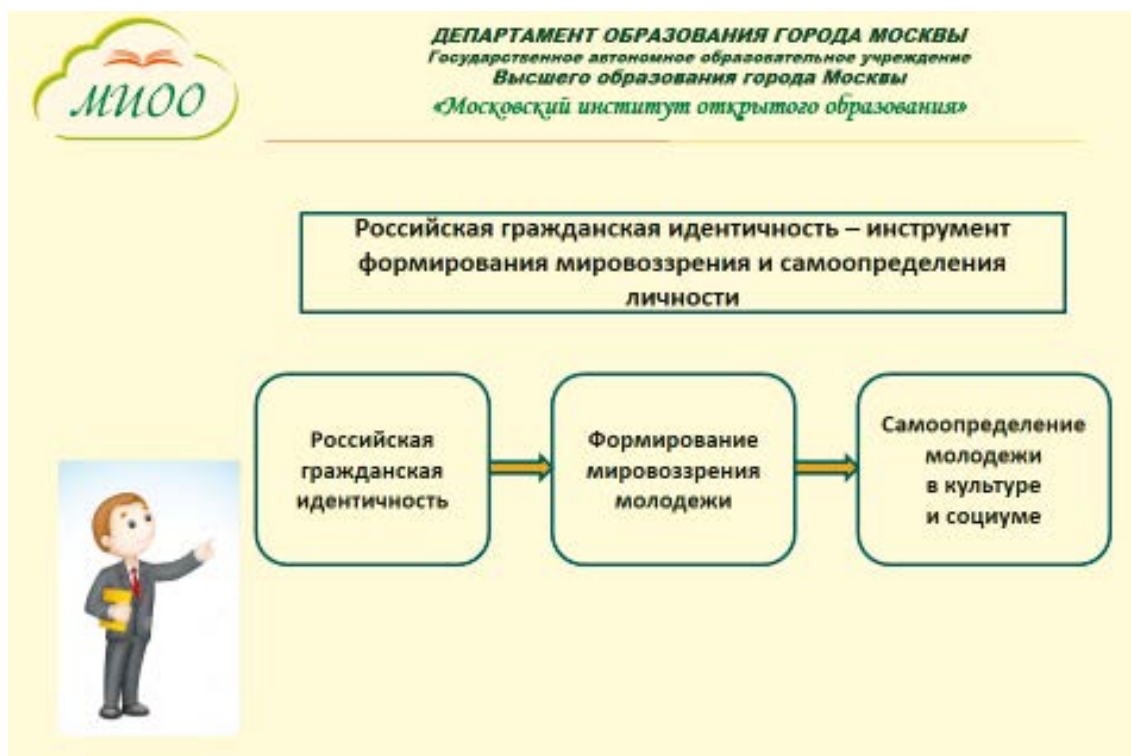 МИОО
ДЕПАРТАМЕНТ ОБРАЗОВАНИЯ ГОРОДА МОСКВЫ
Государственное автономное образовательное учреждение
Высшего образования города Москвы
«Московский институт открытого образования»
Российская гражданская идентичность – инструмент
формирования мировоззрения и самоопределения
личности
Российская
гражданская
идентичность
Формирование
мировоззрения
молодежи
Самоопределение
молодежи
в культуре
и социуме